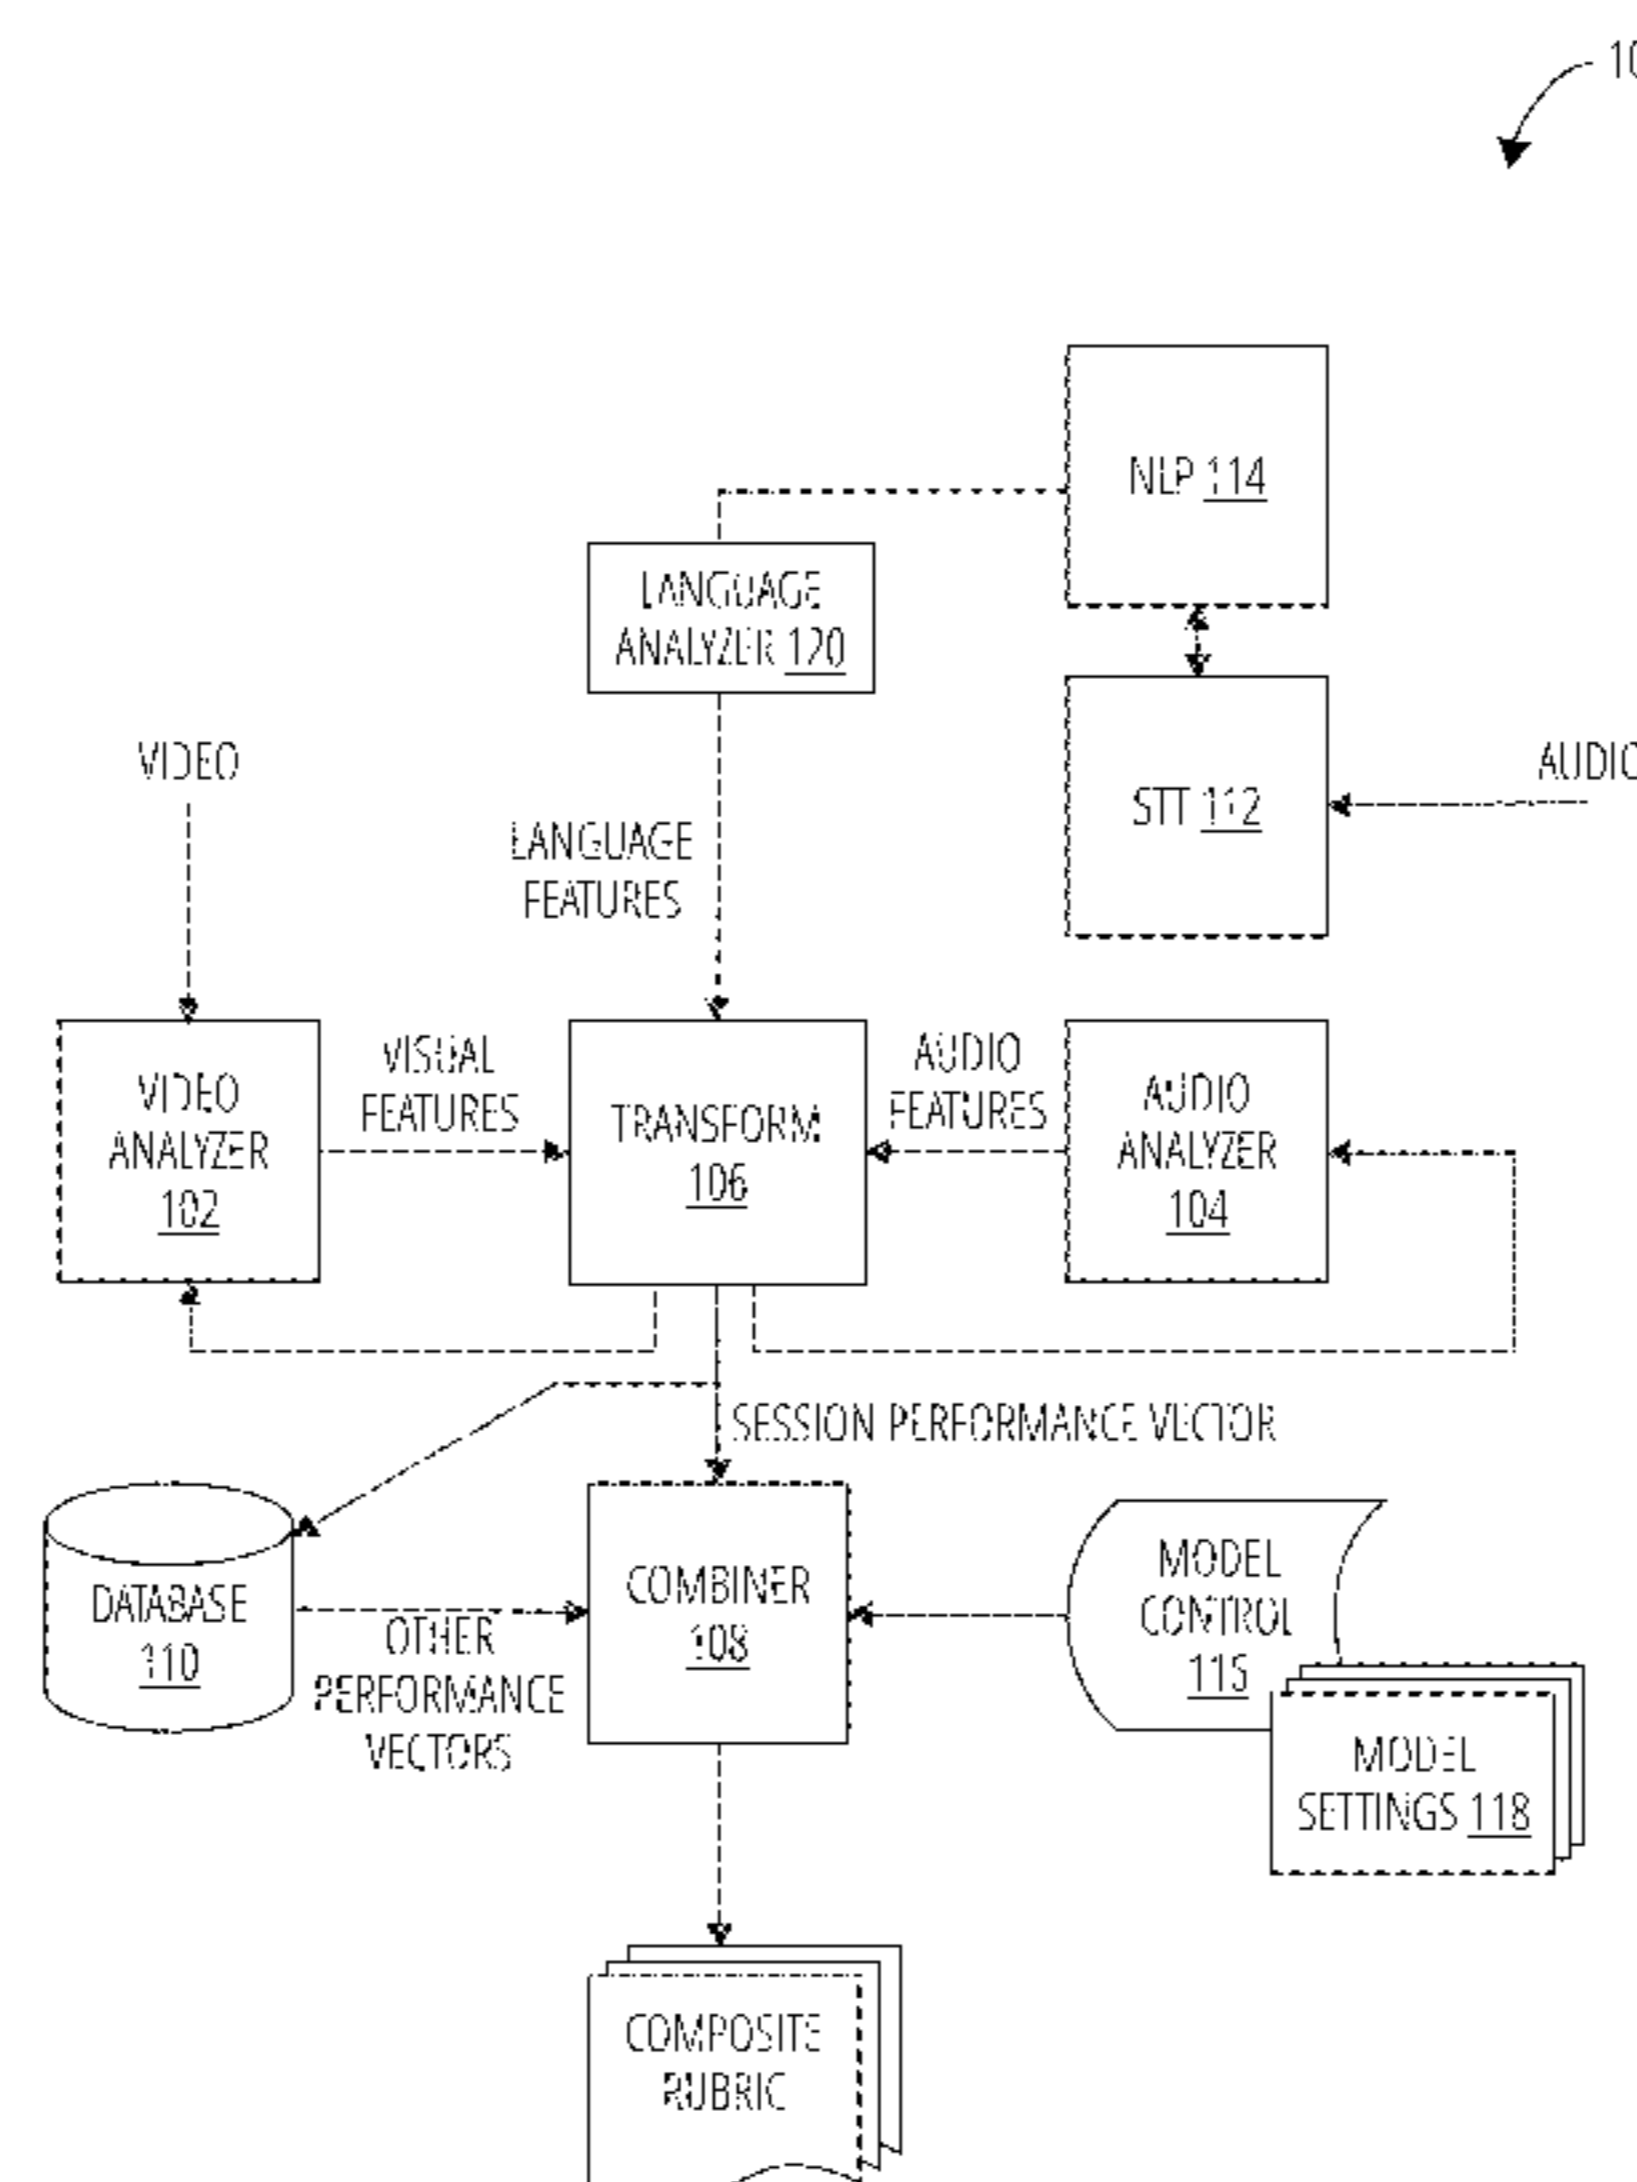 10
NLP 114
LANGUAGE
ANALYZER 120
VIDEO
AUDIO
STT 112
LANGUAGE
FEATURES
VISUAL
FEATURES
AUDIO
FEATURES
VIDEO
ANALYZER
102
TRANSFORM
106
AUDIO
ANALYZER
104
SESSION PERFORMANCE VECTOR
DATABASE
110
OTHER
PERFORMANCE
VECTORS
COMBINER
108
MODEL
CONTROL
MODEL
SETTINGS 118
COMPOSITE
RUBRIC